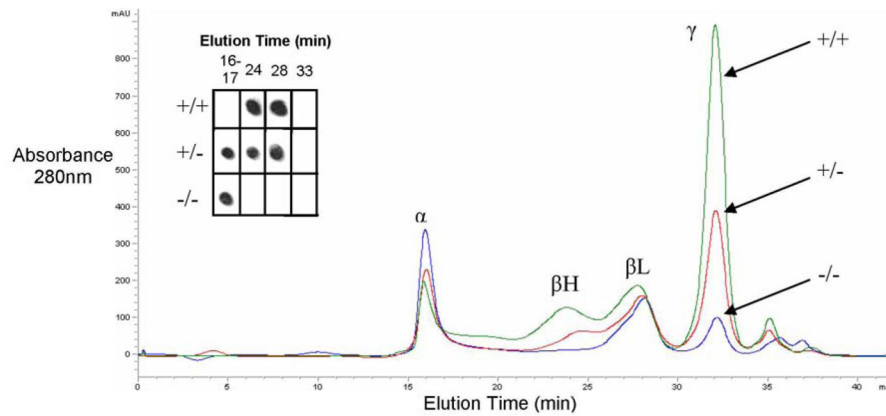 mAU
Elution Time (min)
16-
17 24 28 33
+/+
+/-
-/-
Absorbance
280nm
900
800
700
600
500
400
300
200
100
0
α
βH
βL
γ
+/+
+/-
-/-
0 5 10 15 20 25 30 35 40
Elution Time (min)